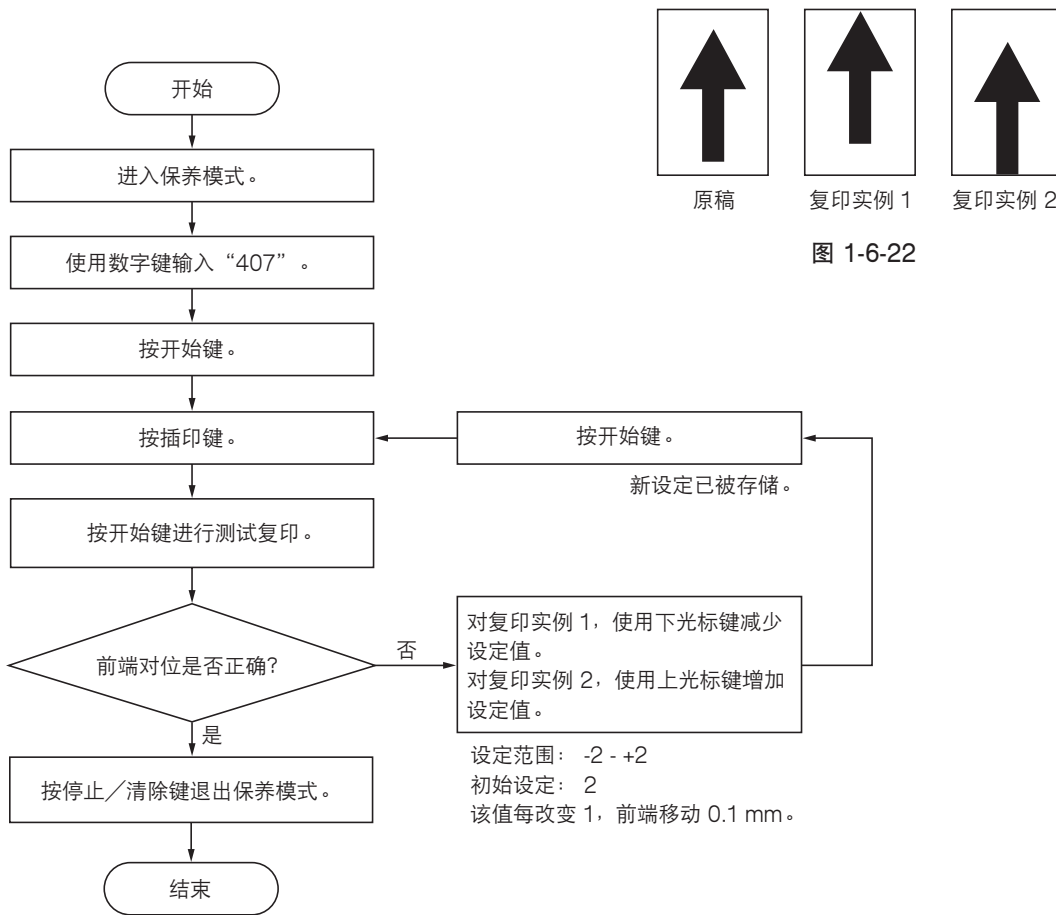 开始
进入保养模式。
使用数字键输入“407”。
按开始键。
按插印键。
按开始键进行测试复印。
前端对位是否正确?
是
按停止／清除键退出保养模式。
结束
否
对复印实例 1，使用下光标键减少
设定值。
对复印实例 2，使用上光标键增加
设定值。
设定范围： -2 - +2
初始设定： 2
该值每改变 1，前端移动 0.1 mm。
按开始键。
新设定已被存储。
原稿
复印实例 1
复印实例 2
图 1-6-22